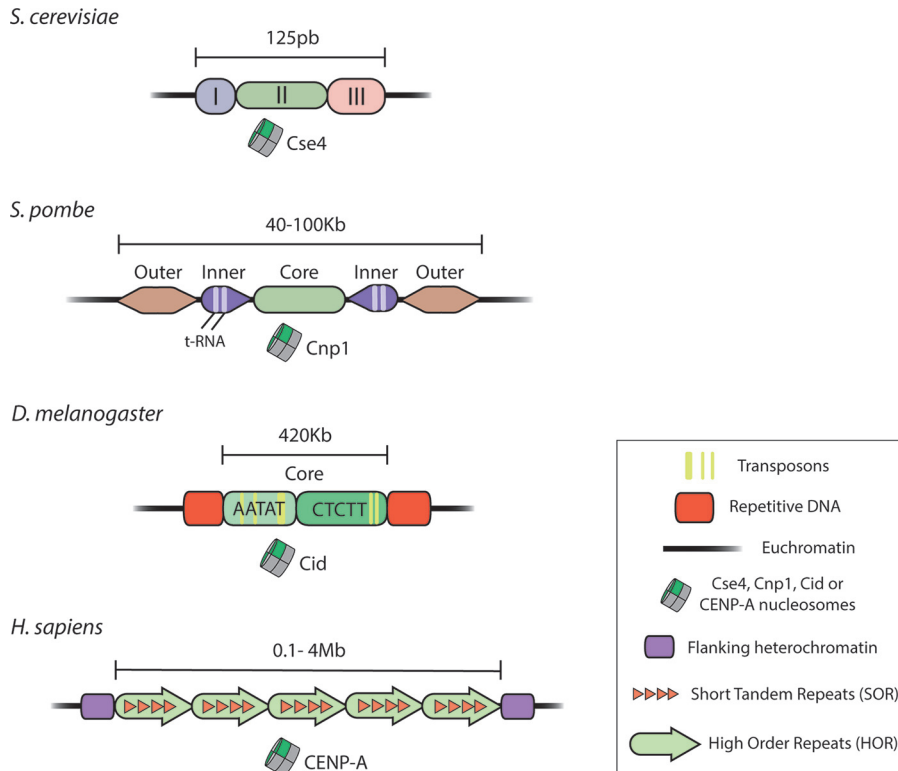 S. cerevisiae
125pb
I II III
Cse4
S. pombe
40-100Kb
Outer Inner Core Inner Outer
t-RNA
Cnp1
D. melanogaster
420Kb
Core
AATAT CTCTT
Cid
H. sapiens
0.1- 4Mb
CENP-A
Transposons
Repetitive DNA
Euchromatin
Cse4, Cnp1, Cid or
CENP-A nucleosomes
Flanking heterochromatin
Short Tandem Repeats (SOR)
High Order Repeats (HOR)